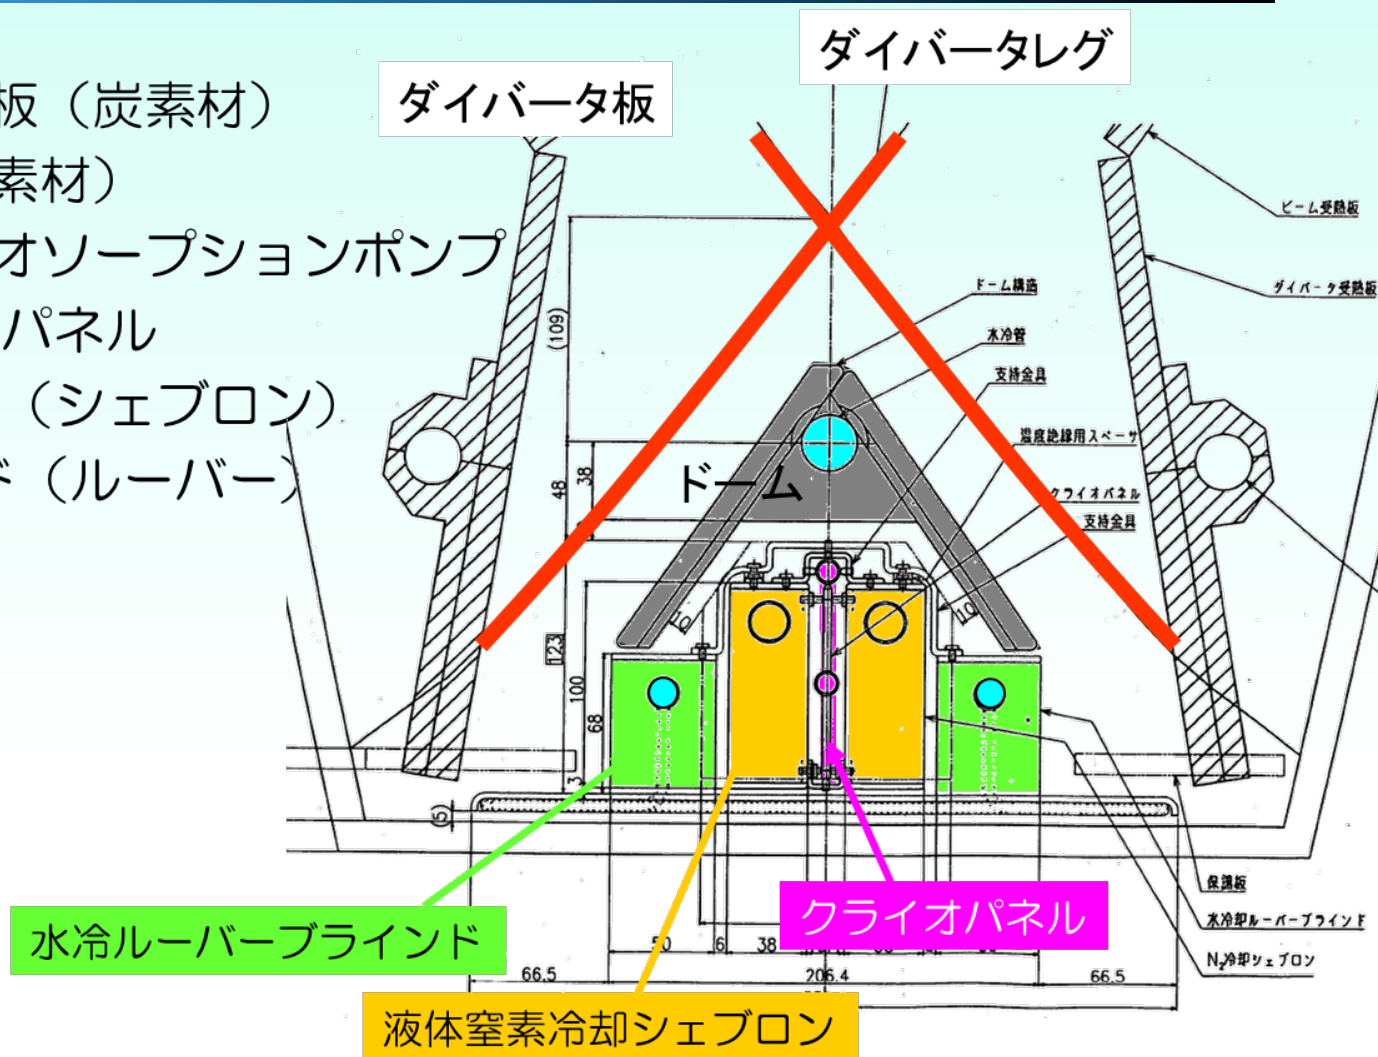 ダイバータレグ
ダイバータ板
板（炭素材）
素材）
オソープションポンプ
パネル
（シェブロン）
ド（ルーバー）
ビーム受熱板
ダイバータ受熱板
ドーム構造
水冷管
支持金具
温度絶縁用スペーサ
クライオパネル
支持金具
ドーム
(109)
48
38
10
10
123
100
68
3
(5)
保護板
水冷却ルーバーブラインド
N₂冷却シェブロン
クライオパネル
水冷ルーバーブラインド
50
6
38
66.5
206.4
66.5
液体窒素冷却シェブロン